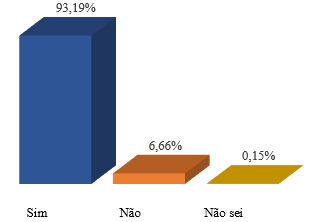 93,19%
6,66%
0,15%
Sim
Não
Não sei